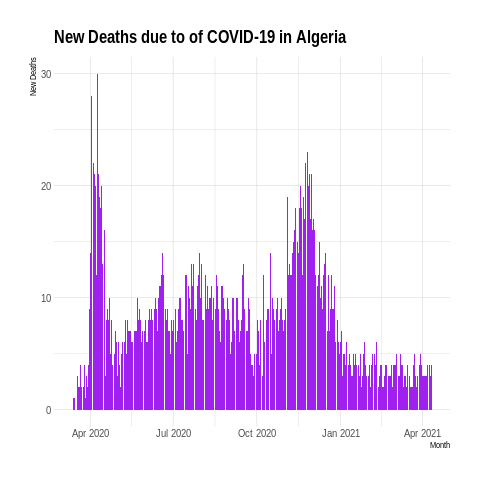 New Deaths due to of COVID-19 in Algeria
New Deaths
30
20
10
0
Apr 2020 Jul 2020 Oct 2020 Jan 2021 Apr 2021
Month